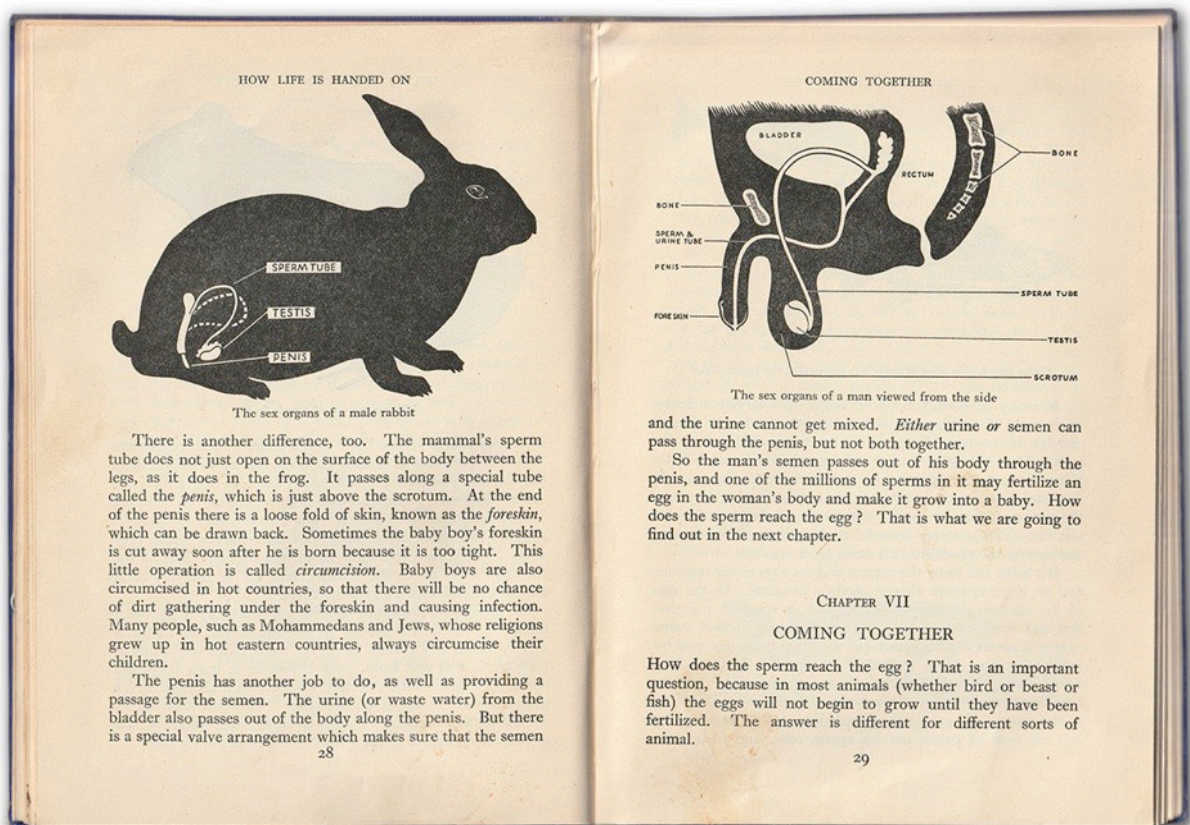 HOW LIFE IS HANDED ON
SPERM TUBE
TESTIS
PENIS
The sex organs of a male rabbit
There is another difference, too. The mammal's sperm
tube does not just open on the surface of the body between the
legs, as it does in the frog. It passes along a special tube
called the penis, which is just above the scrotum. At the end
of the penis there is a loose fold of skin, known as the foreskin,
which can be drawn back. Sometimes the baby boy's foreskin
is cut away soon after he is born because it is too tight. This
little operation is called circumcision. Baby boys are also
circumcised in hot countries, so that there will be no chance
of dirt gathering under the foreskin and causing infection.
Many people, such as Mohammedans and Jews, whose religions
grew up in hot eastern countries, always circumcise their
children.
The penis has another job to do, as well as providing a
passage for the semen. The urine (or waste water) from the
bladder also passes out of the body along the penis. But there
is a special valve arrangement which makes sure that the semen
28
COMING TOGETHER
BLADDER
RECTUM
BONE
BONE
SPERM &
URINE TUBE
PENIS
FORESKIN
SPERM TUBE
TESTIS
SCROTUM
The sex organs of a man viewed from the side
and the urine cannot get mixed. Either urine or semen can
pass through the penis, but not both together.
So the man's semen passes out of his body through the
penis, and one of the millions of sperms in it may fertilize an
egg in the woman's body and make it grow into a baby. How
does the sperm reach the egg ? That is what we are going to
find out in the next chapter.
CHAPTER VII
COMING TOGETHER
How does the sperm reach the egg ? That is an important
question, because in most animals (whether bird or beast or
fish) the eggs will not begin to grow until they have been
fertilized. The answer is different for different sorts of
animal.
29